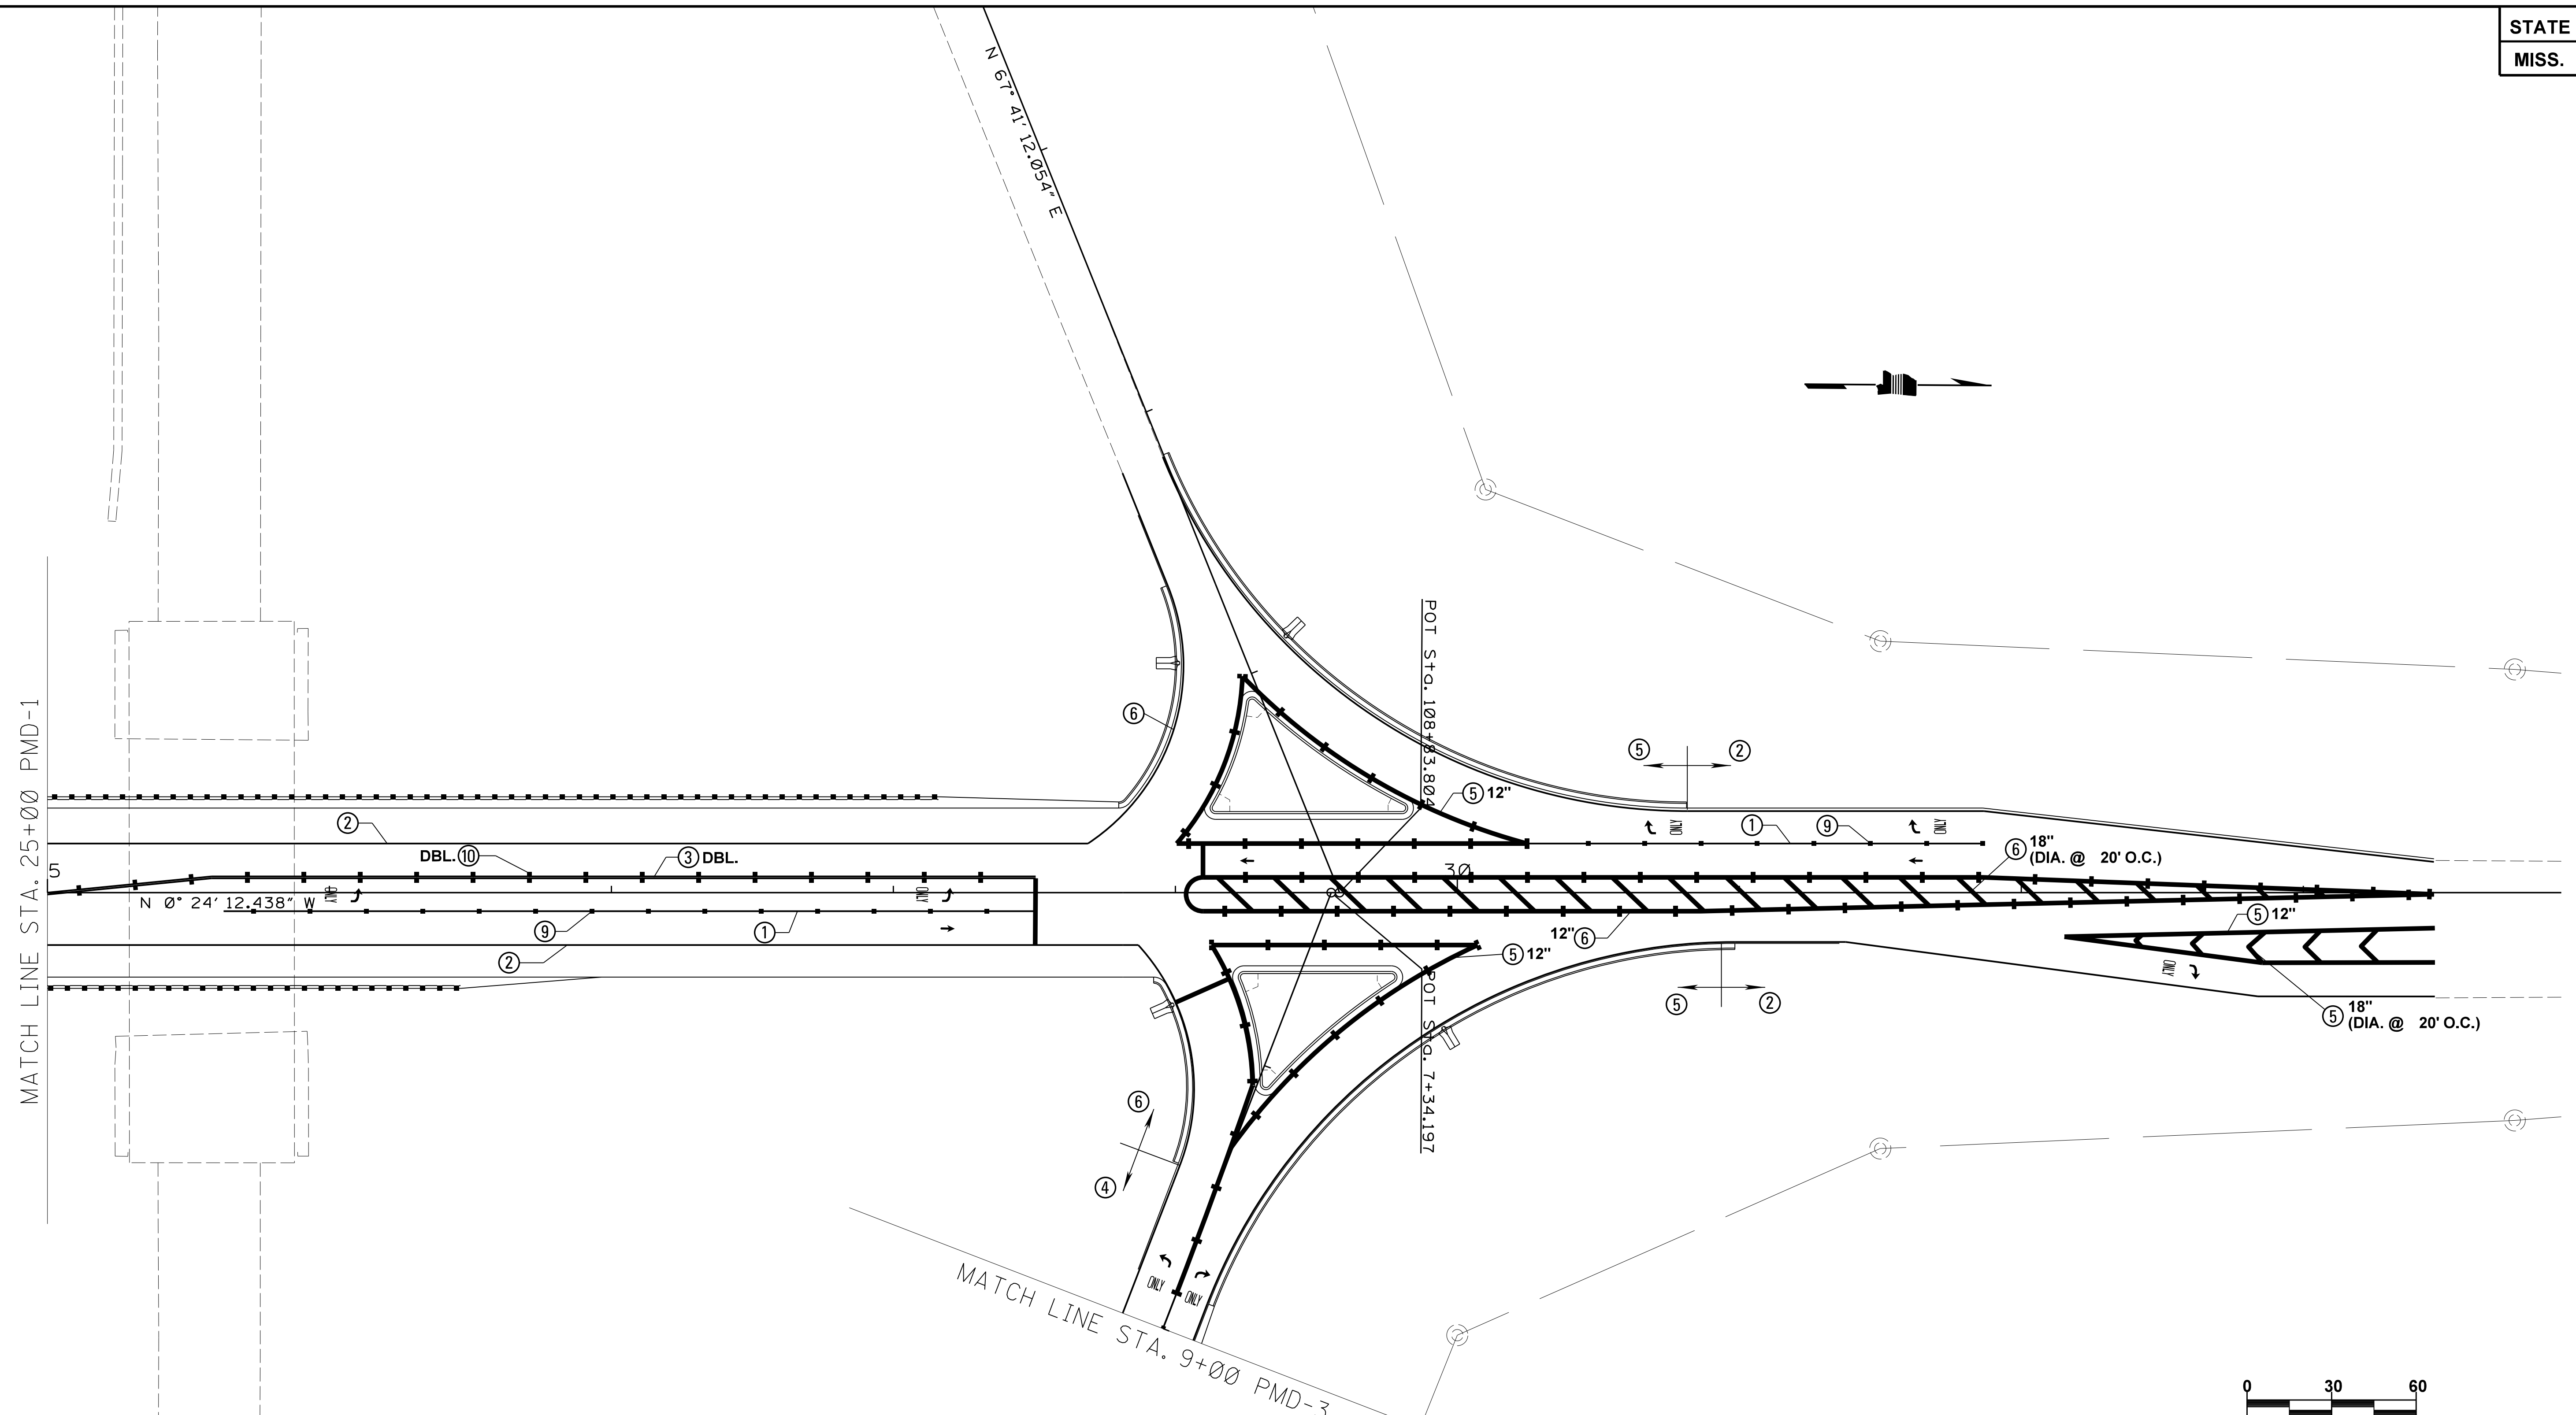 STATE
MISS.
N 67° 41' 12.054" E
POT Sta. 108+83.804
6
5
2
5 12"
2
1
9
6 18"
(DIA. @ 20' O.C.)
DBL. 10
3 DBL.
5
30
ONLY
ONLY
ONLY
ONLY
N 0° 24' 12.438" W
9
1
2
12" 6
5 12"
5 12"
ONLY
5
2
5 18"
(DIA. @ 20' O.C.)
POT Sta. 7+34.197
6
4
ONLY
ONLY
MATCH LINE STA. 25+00 PMD-1
MATCH LINE STA. 9+00 PMD-3
0 30 60